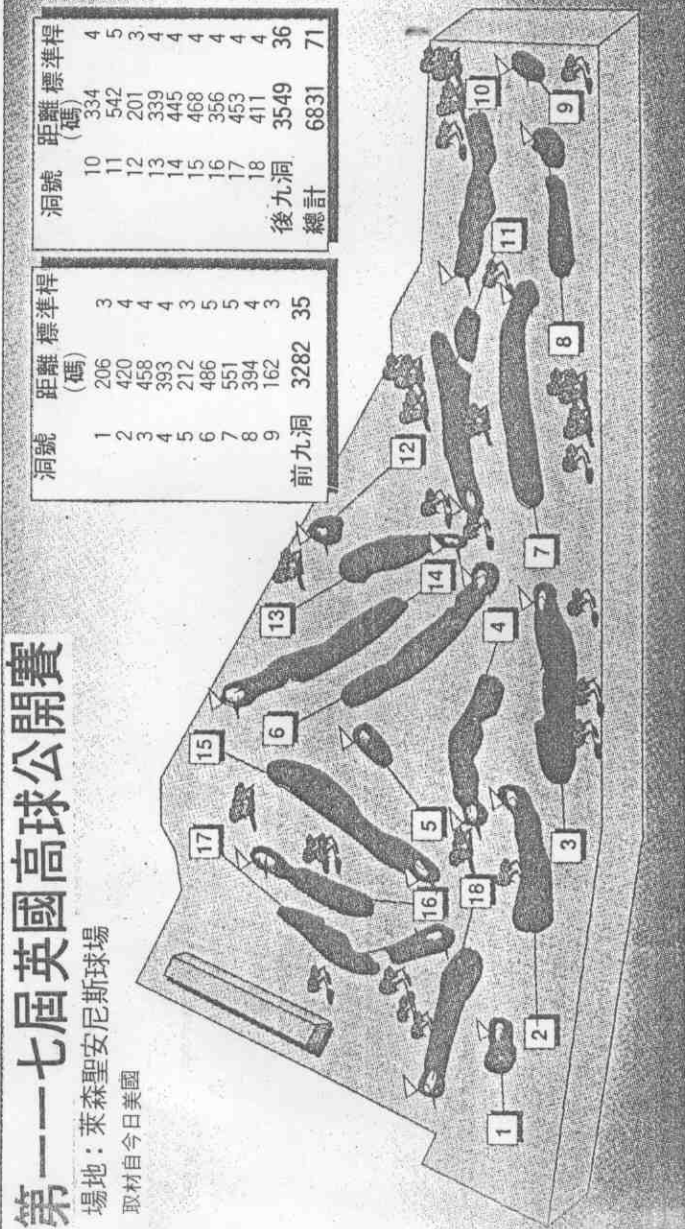 第一一七屆英國高球公開賽
場地：萊森聖安尼斯球場
取材自今日美國
洞號 距離 標準桿
(碼)
1 206 3
2 420 4
3 458 4
4 393 4
5 212 3
6 486 5
7 551 5
8 394 4
9 162 3
前九洞 3282 35
洞號 距離 標準桿
(碼)
10 334 4
11 542 5
12 201 3
13 339 4
14 445 4
15 468 4
16 356 4
17 453 4
18 411 4
後九洞 3549 36
總計 6831 71
17
15
13
12
6
14
11
10
16
5
18
4
9
1
2
3
7
8